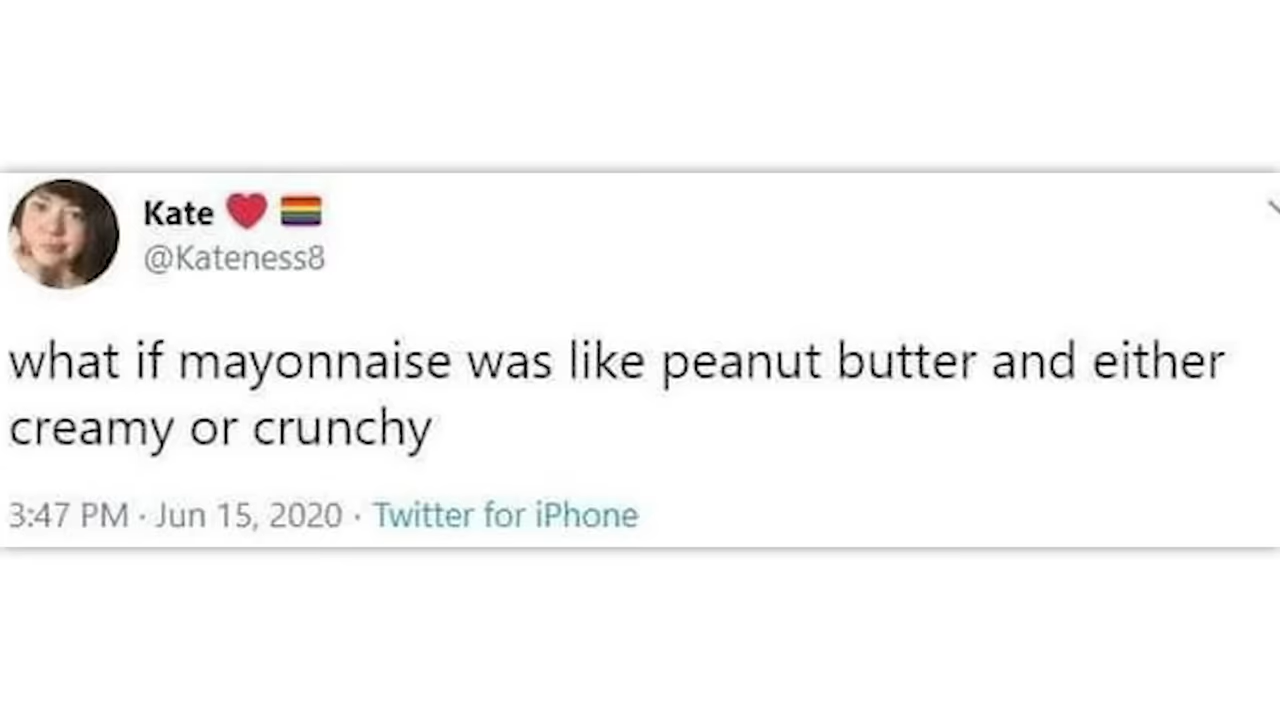 Kate ❤️ 🏳️‍🌈
@Kateness8
what if mayonnaise was like peanut butter and either
creamy or crunchy
3:47 PM · Jun 15, 2020 · Twitter for iPhone